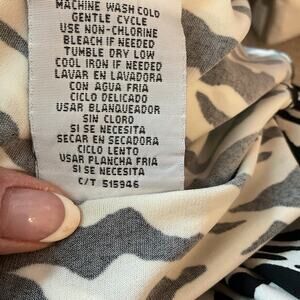 MACHINE WASH COLD
GENTLE CYCLE
USE NON-CHLORINE
BLEACH IF NEEDED
TUMBLE DRY LOW
COOL IRON IF NEEDED
LAVAR EN LAVADORA
CON AGUA FRIA
CICLO DELICADO
USAR BLANQUEADOR
SIN CLORO
SI SE NECESITA
SECAR EN SECADORA
CICLO LENTO
USAR PLANCHA FRIA
SI SE NECESITA
C/T 515946